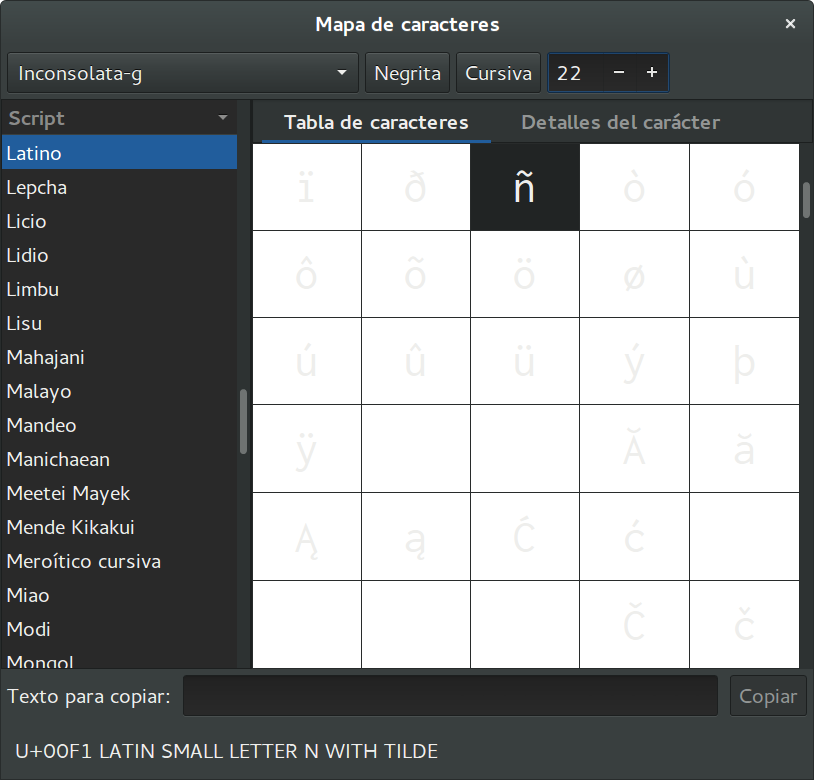 Mapa de caracteres ×
Inconsolata-g Negrita Cursiva 22 − +
Script
Latino
Lepcha
Licio
Lidio
Limbu
Lisu
Mahajani
Malayo
Mandeo
Manichaean
Meetei Mayek
Mende Kikakui
Meroítico cursiva
Miao
Modi
Mongol
Tabla de caracteres Detalles del carácter
ï ð ñ ò ó
ô õ ö ø ù
ú û ü ý þ
ÿ Ă ă
Ą ą Ć ć
Č č
Texto para copiar: Copiar
U+00F1 LATIN SMALL LETTER N WITH TILDE